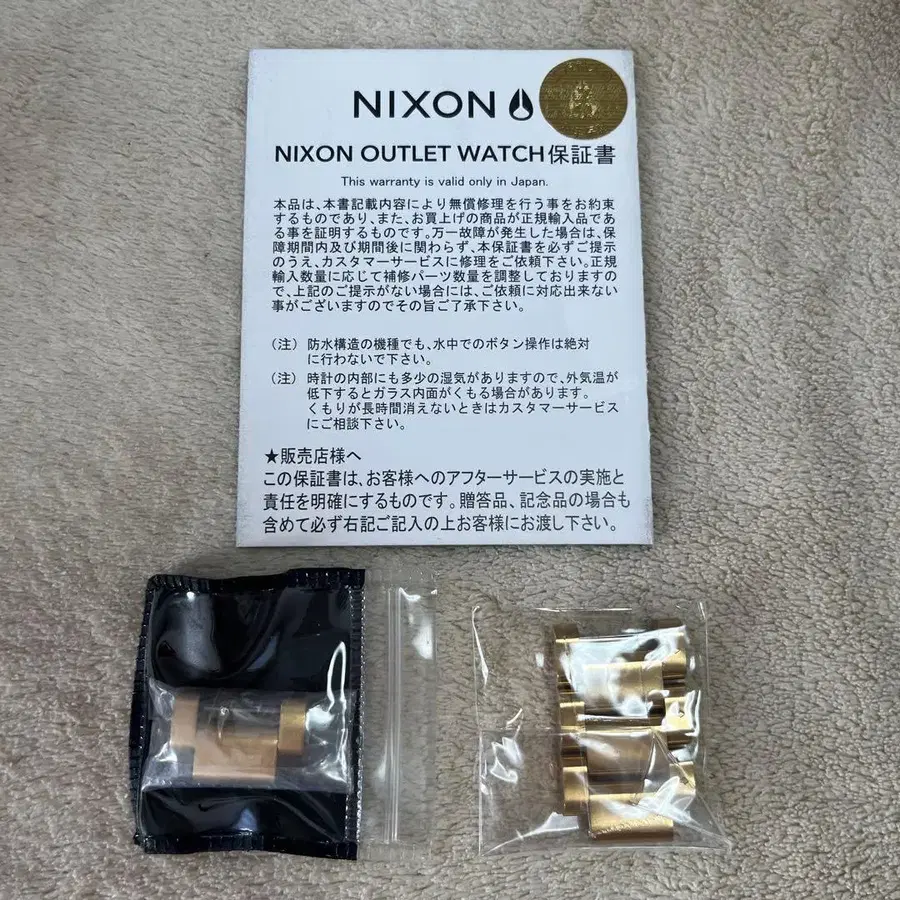 NIXON
NIXON OUTLET WATCH保証書
This warranty is valid only in Japan.
本品は、本書記載内容により無償修理を行う事をお約束
するものであり、また、お買上げの商品が正規輸入品であ
る事を証明するものです。万一故障が発生した場合は、保
障期間内及び期間後に関わらず、本保証書を必ずご提示
のうえ、カスタマーサービスに修理をご依頼下さい。正規
輸入数量に応じて補修パーツ数量を調整しておりますの
で、上記のご提示がない場合には、ご依頼に対応出来ない
事がございますのでその旨ご了承下さい。
（注） 防水構造の機種でも、水中でのボタン操作は絶対
に行わないで下さい。
（注） 時計の内部にも多少の湿気がありますので、外気温が
低下するとガラス内面がくもる場合があります。
くもりが長時間消えないときはカスタマーサービス
にご相談下さい。
★販売店様へ
この保証書は、お客様へのアフターサービスの実施と
責任を明確にするものです。贈答品、記念品の場合も
含めて必ず右記ご記入の上お客様にお渡し下さい。